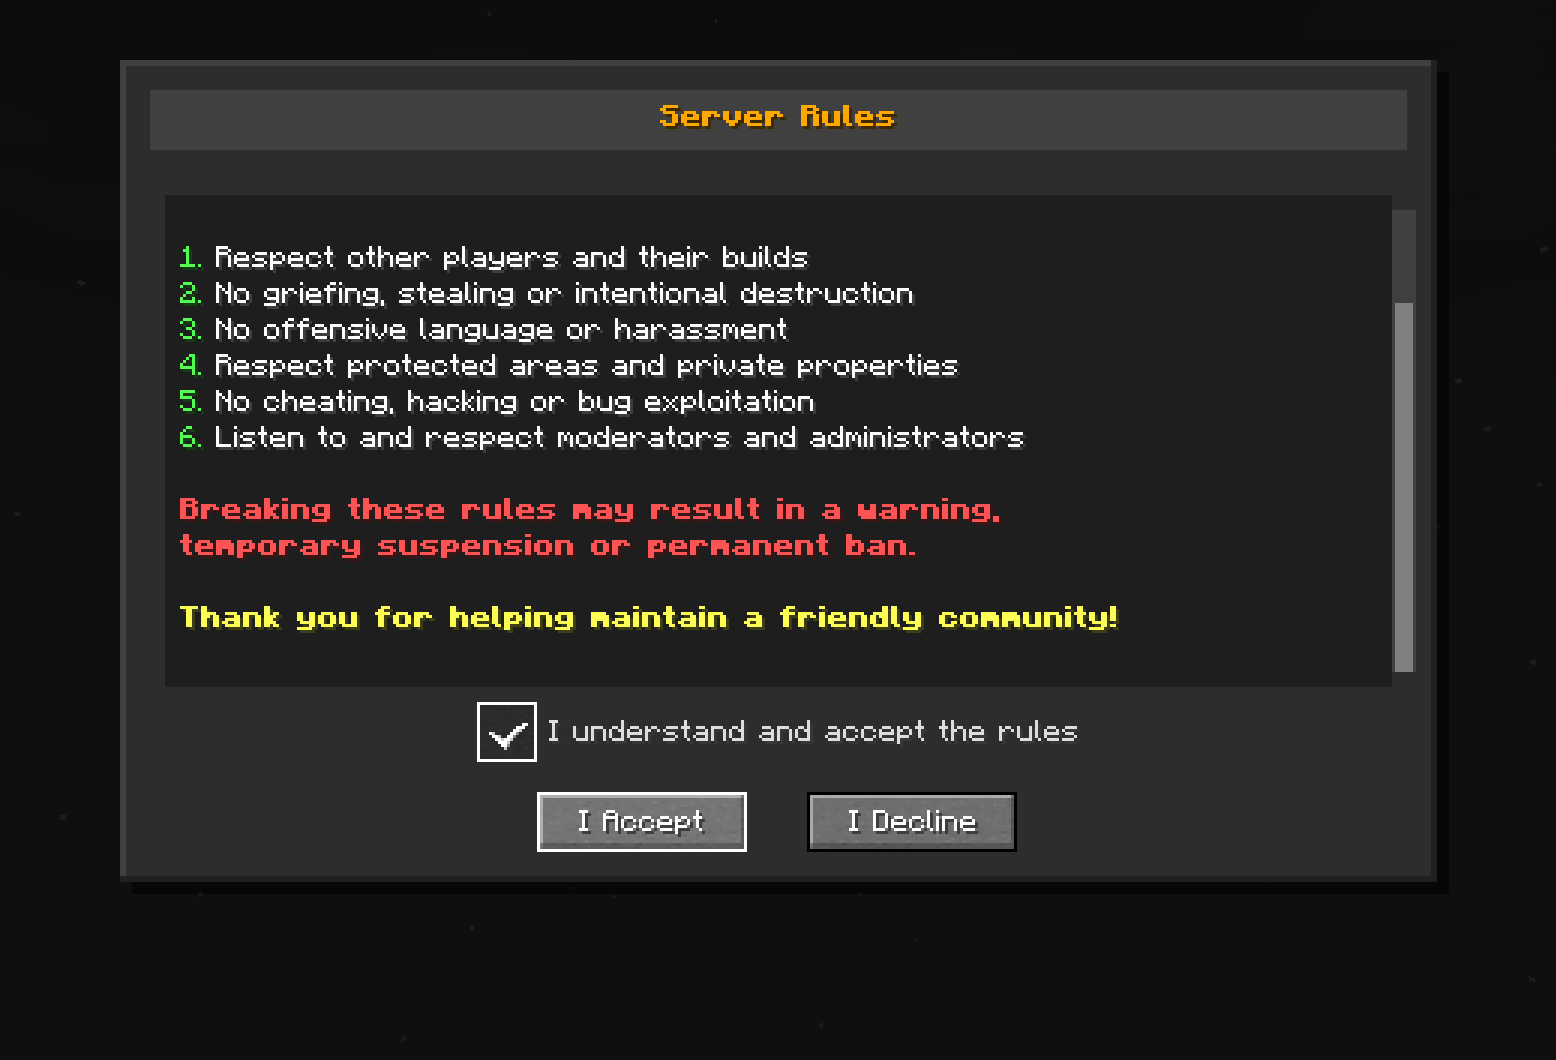 Server Rules
1. Respect other players and their builds
2. No griefing, stealing or intentional destruction
3. No offensive language or harassment
4. Respect protected areas and private properties
5. No cheating, hacking or bug exploitation
6. Listen to and respect moderators and administrators
Breaking these rules may result in a warning,
temporary suspension or permanent ban.
Thank you for helping maintain a friendly community!
I understand and accept the rules
I Accept
I Decline